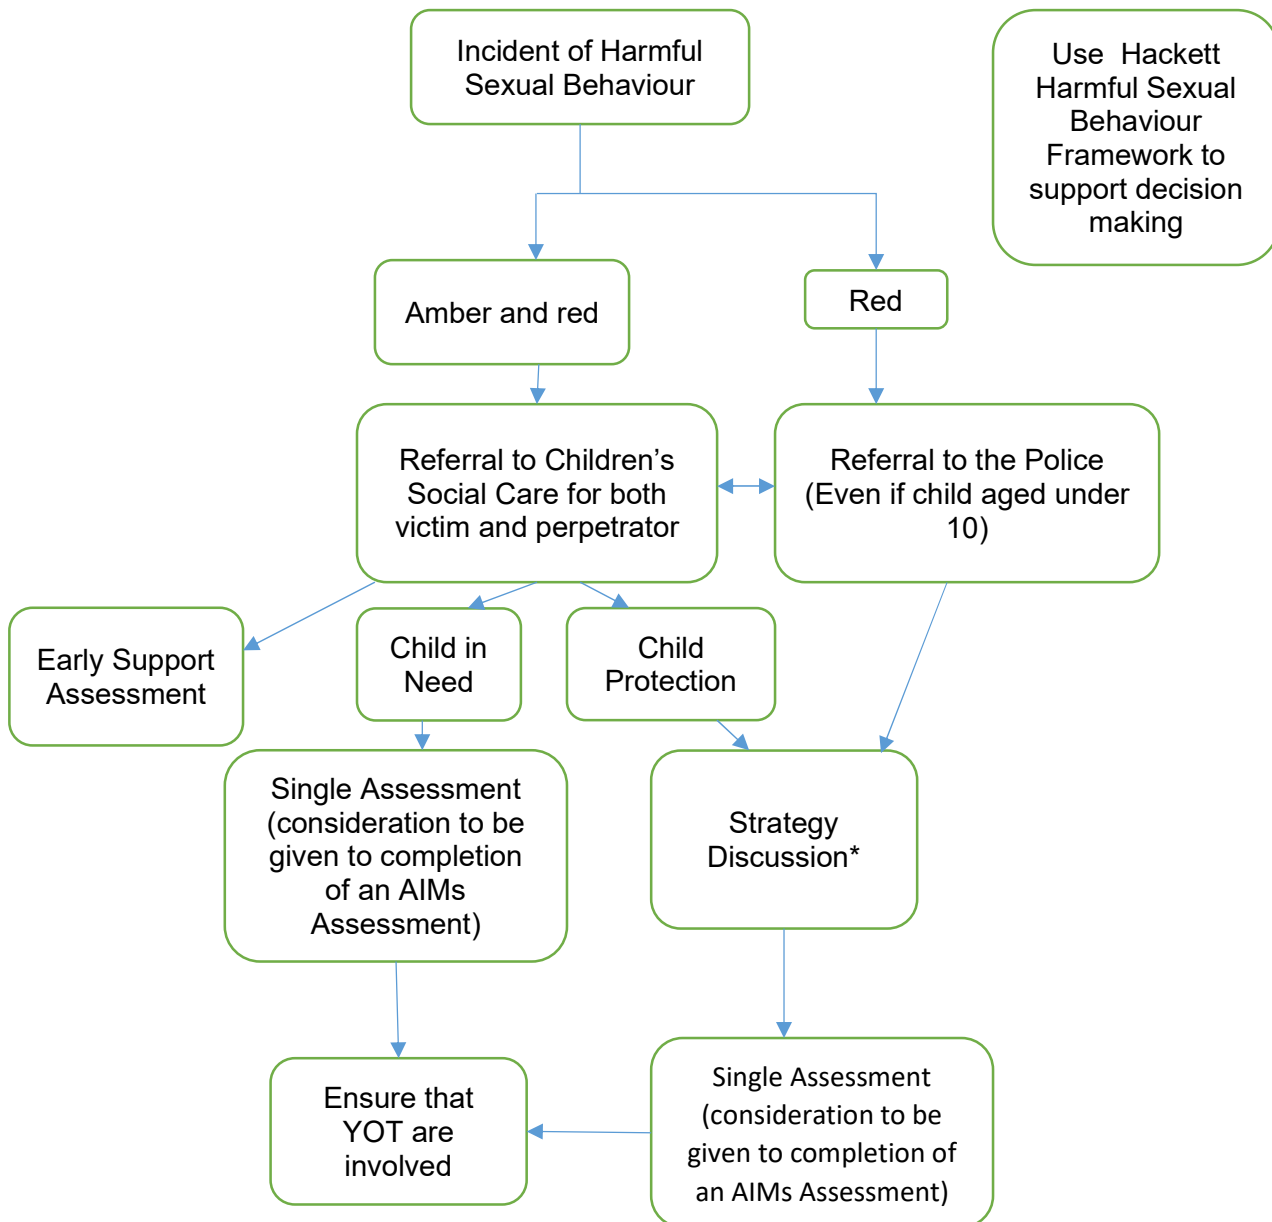 Incident of Harmful
Sexual Behaviour
Use Hackett
Harmful Sexual
Behaviour
Framework to
support decision
making
Amber and red
Red
Referral to Children’s
Social Care for both
victim and perpetrator
Referral to the Police
(Even if child aged under
10)
Early Support
Assessment
Child in
Need
Child
Protection
Single Assessment
(consideration to be
given to completion
of an AIMs
Assessment)
Strategy
Discussion*
Ensure that
YOT are
involved
Single Assessment
(consideration to be
given to completion of
an AIMs Assessment)